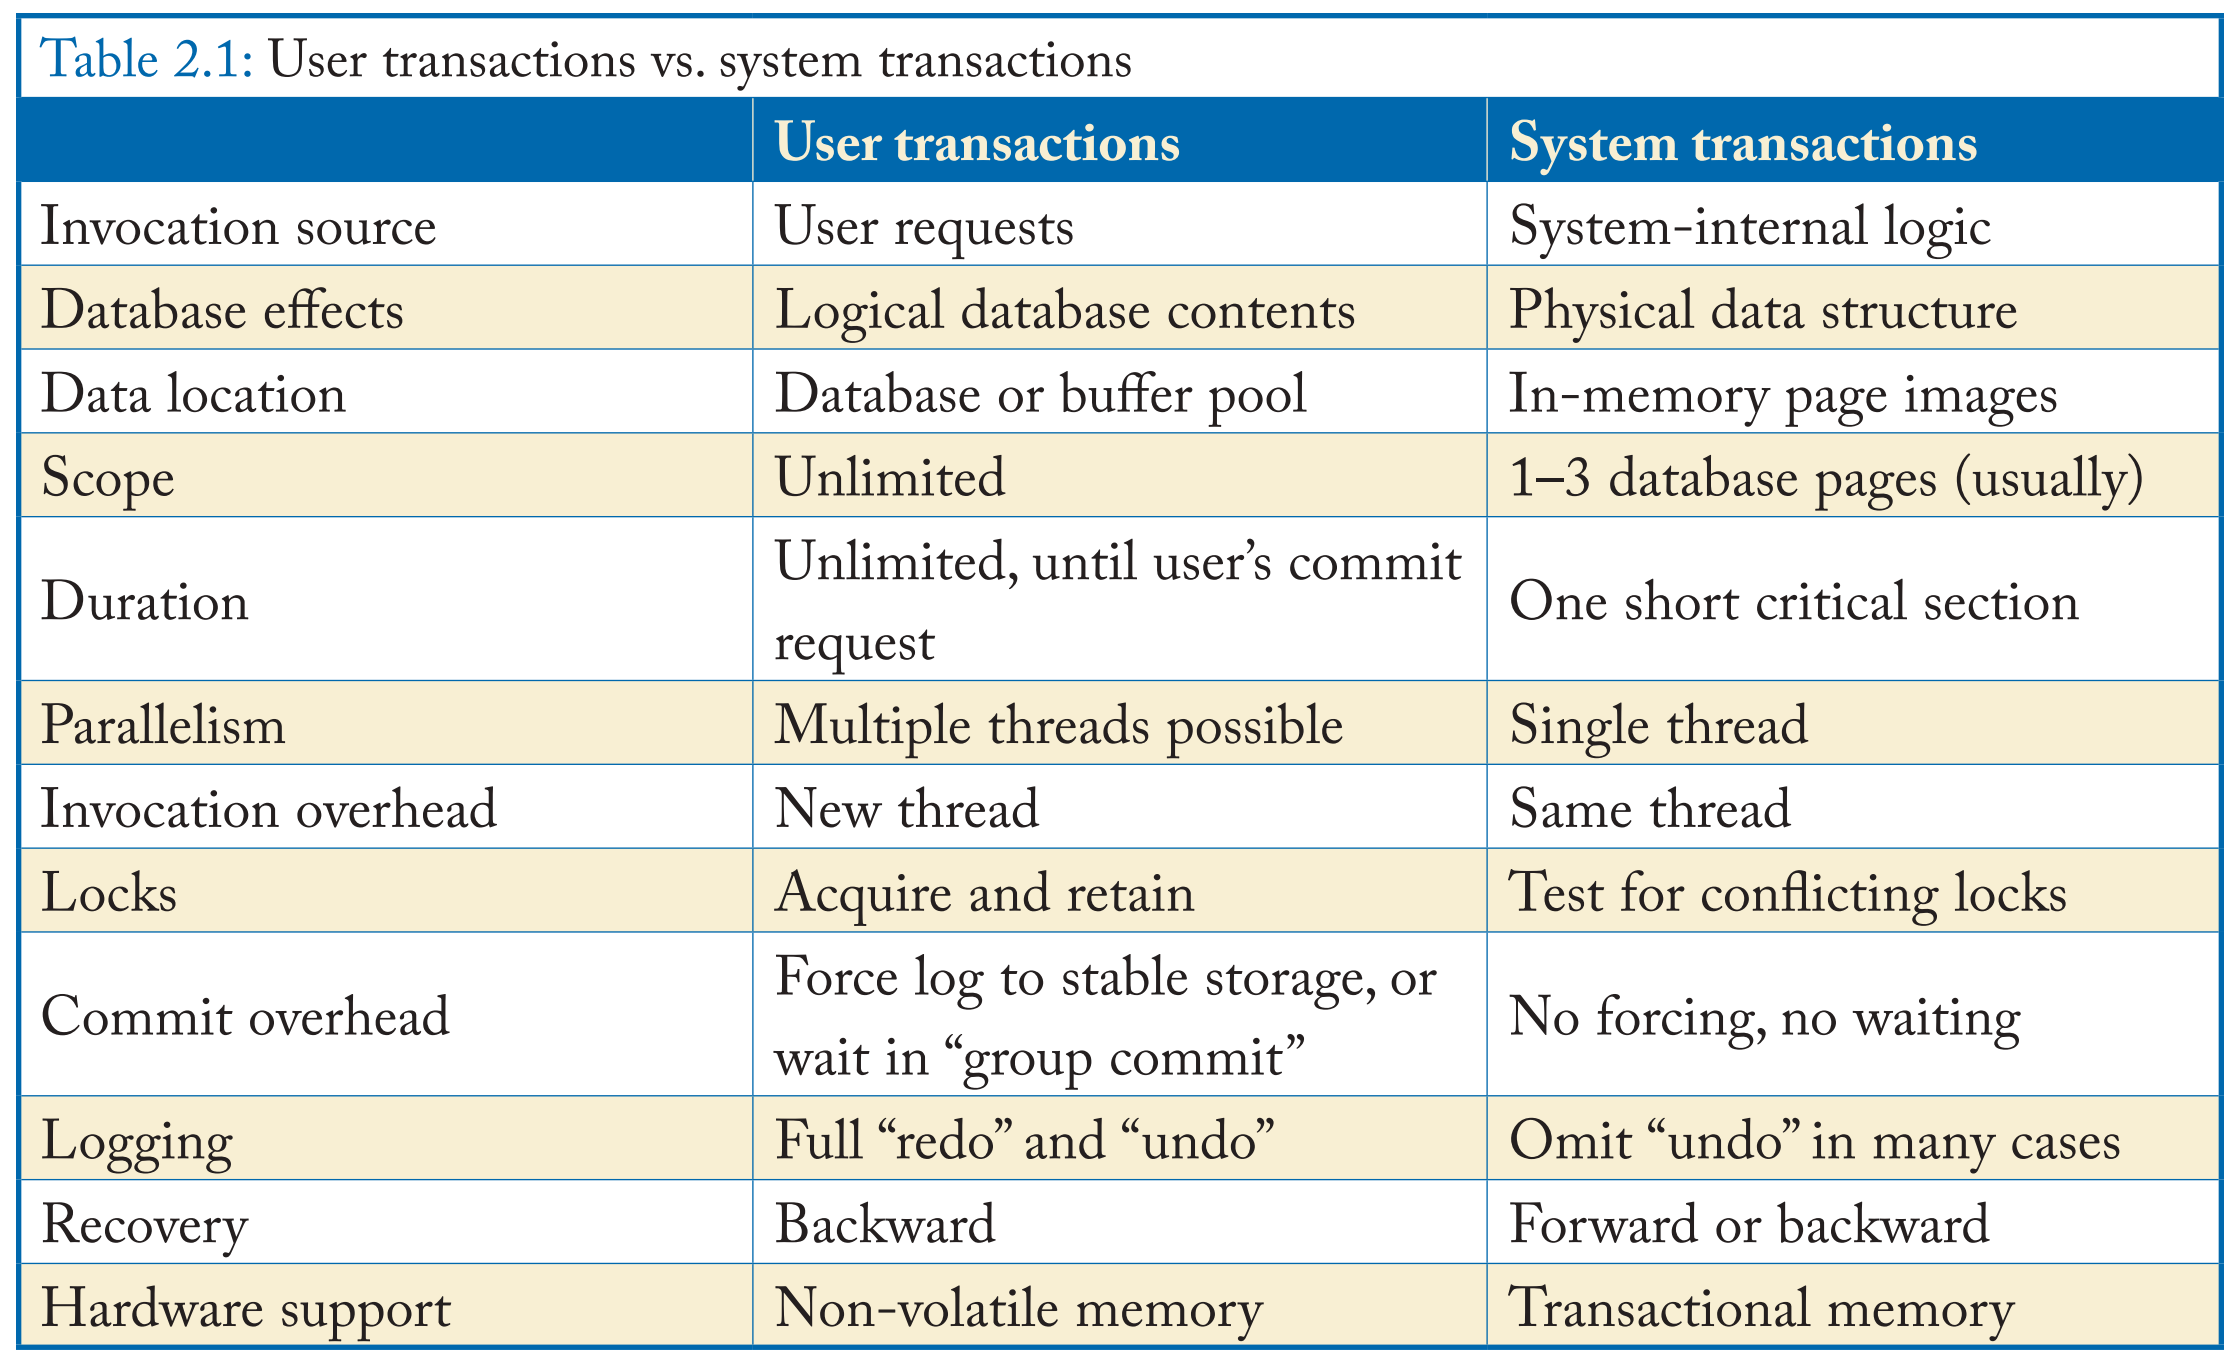 Table 2.1: User transactions vs. system transactions
User transactions
System transactions
Invocation source
User requests
System-internal logic
Database effects
Logical database contents
Physical data structure
Data location
Database or buffer pool
In-memory page images
Scope
Unlimited
1–3 database pages (usually)
Duration
Unlimited, until user’s commit
request
One short critical section
Parallelism
Multiple threads possible
Single thread
Invocation overhead
New thread
Same thread
Locks
Acquire and retain
Test for conflicting locks
Commit overhead
Force log to stable storage, or
wait in “group commit”
No forcing, no waiting
Logging
Full “redo” and “undo”
Omit “undo” in many cases
Recovery
Backward
Forward or backward
Hardware support
Non-volatile memory
Transactional memory